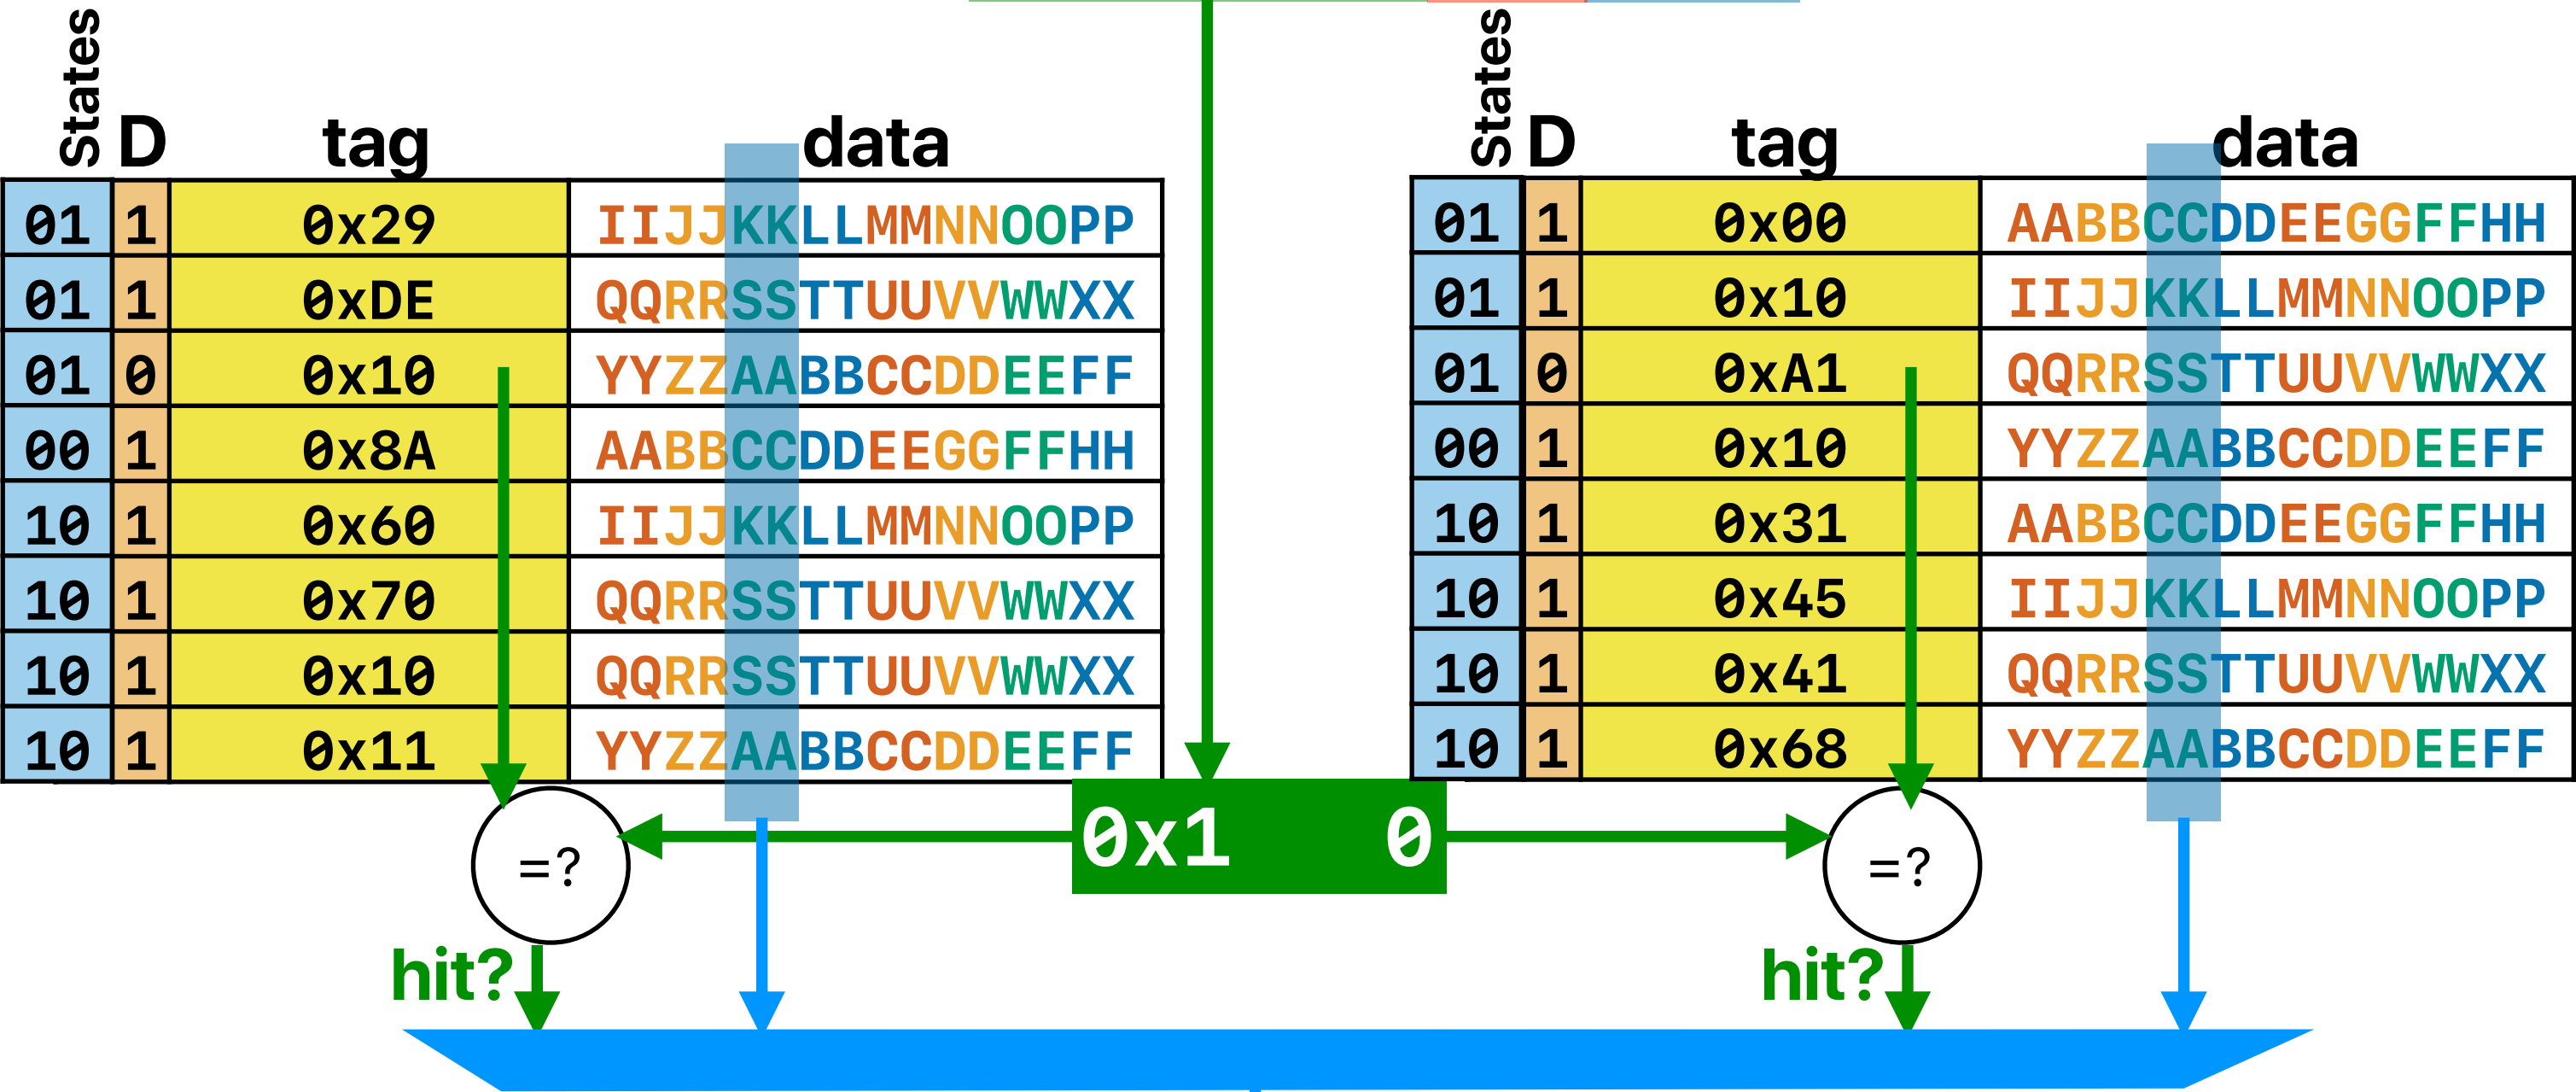 States D tag data
01 1 0x29 IIJJKKLLMMNNOOPP
01 1 0xDE QQRRSSTTUUVVWWXX
01 0 0x10 YYZZAABBCCDDEEFF
00 1 0x8A AABBCCDDEEGGFFHH
10 1 0x60 IIJJKKLLMMNNOOPP
10 1 0x70 QQRRSSTTUUVVWWXX
10 1 0x10 QQRRSSTTUUVVWWXX
10 1 0x11 YYZZAABBCCDDEEFF
States D tag data
01 1 0x00 AABBCCDDEEGGFFHH
01 1 0x10 IIJJKKLLMMNNOOPP
01 0 0xA1 QQRRSSTTUUVVWWXX
00 1 0x10 YYZZAABBCCDDEEFF
10 1 0x31 AABBCCDDEEGGFFHH
10 1 0x45 IIJJKKLLMMNNOOPP
10 1 0x41 QQRRSSTTUUVVWWXX
10 1 0x68 YYZZAABBCCDDEEFF
=? 0x1 0 =?
hit? hit?